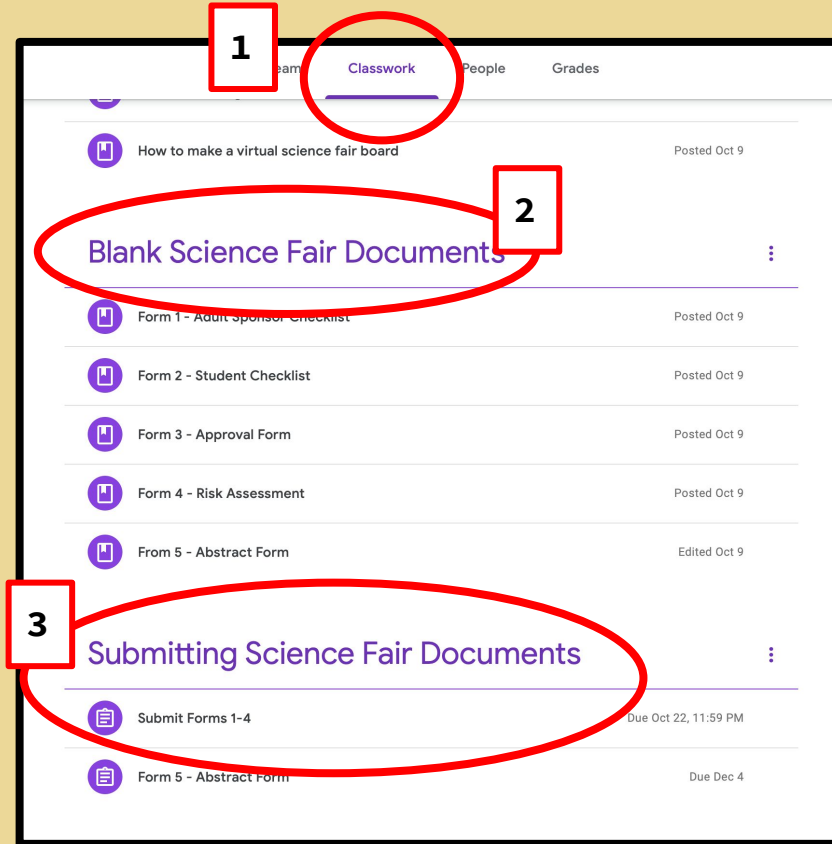 1
Classwork People Grades
How to make a virtual science fair board Posted Oct 9
2
Blank Science Fair Documents
Form 1 - Adult Sponsor Checklist Posted Oct 9
Form 2 - Student Checklist Posted Oct 9
Form 3 - Approval Form Posted Oct 9
Form 4 - Risk Assessment Posted Oct 9
From 5 - Abstract Form Edited Oct 9
3
Submitting Science Fair Documents
Submit Forms 1-4 Due Oct 22, 11:59 PM
Form 5 - Abstract Form Due Dec 4